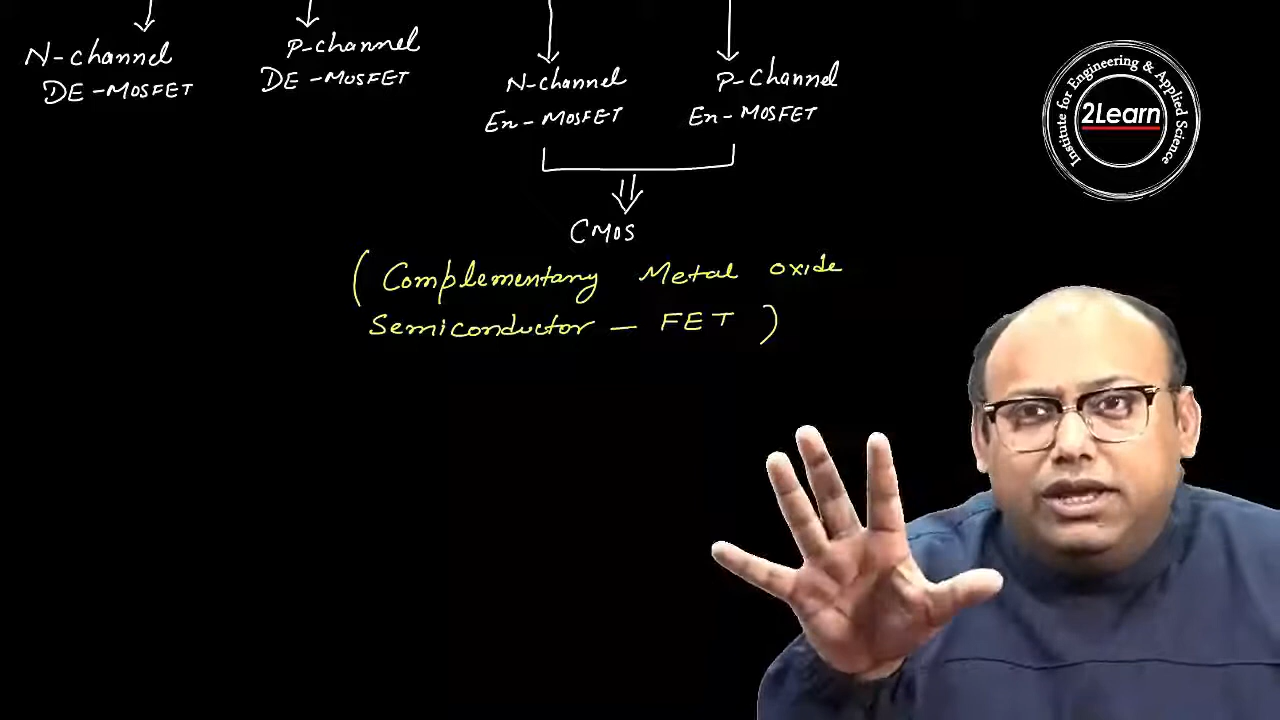 N-channel
DE-MOSFET
P-channel
DE-MOSFET
N-channel
En-MOSFET
P-Channel
En-MOSFET
CMOS
(Complementary Metal oxide
Semiconductor - FET)
Institute for Engineering & Applied Science
2Learn